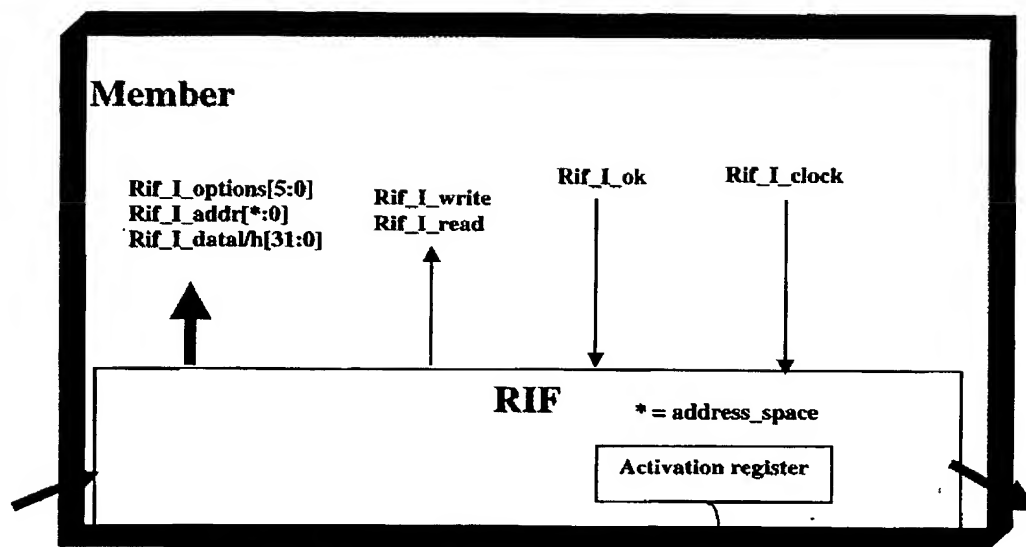 Member
Rif_I_options[5:0]
Rif_I_addr[*:0]
Rif_I_datal/h[31:0]
Rif_I_write
Rif_I_read
Rif_I_ok
Rif_I_clock
RIF
* = address_space
Activation register